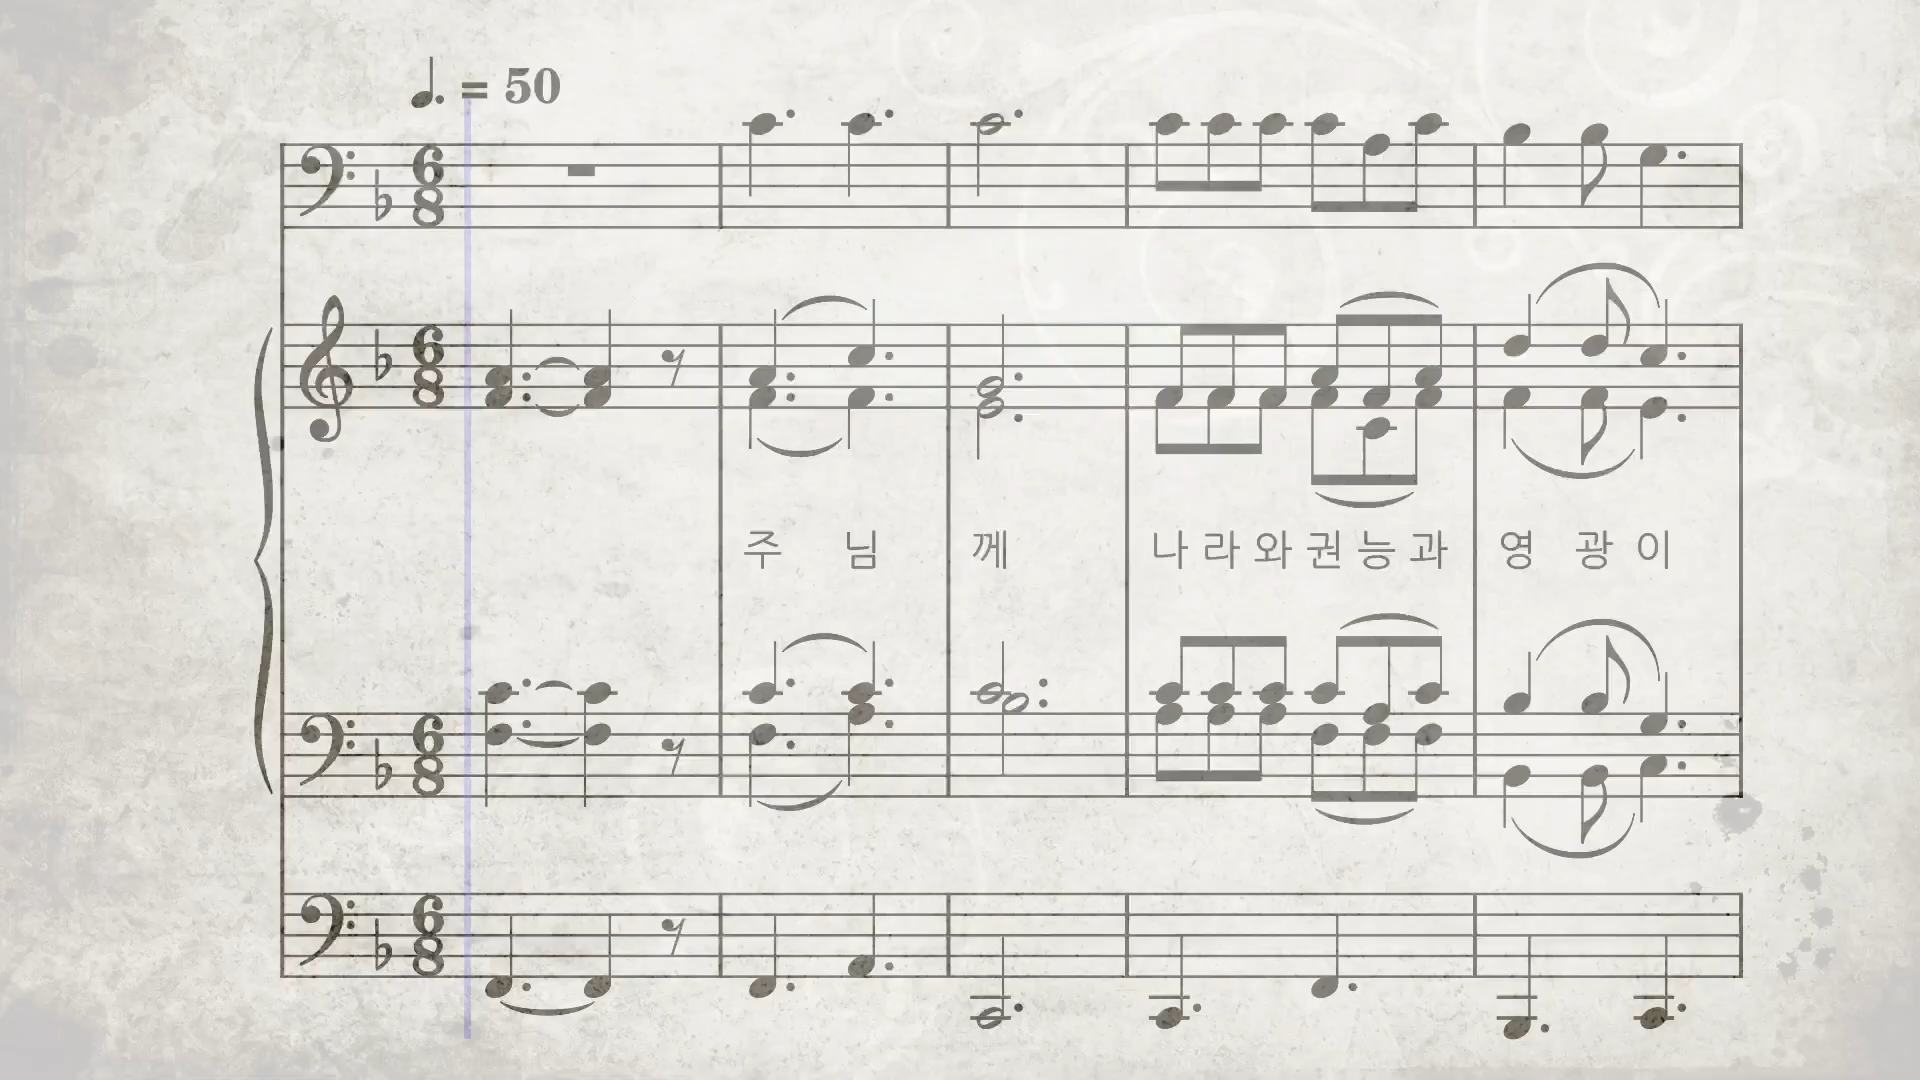 ♩. = 50
주 님 께 나 라 와 권 능 과 영 광 이